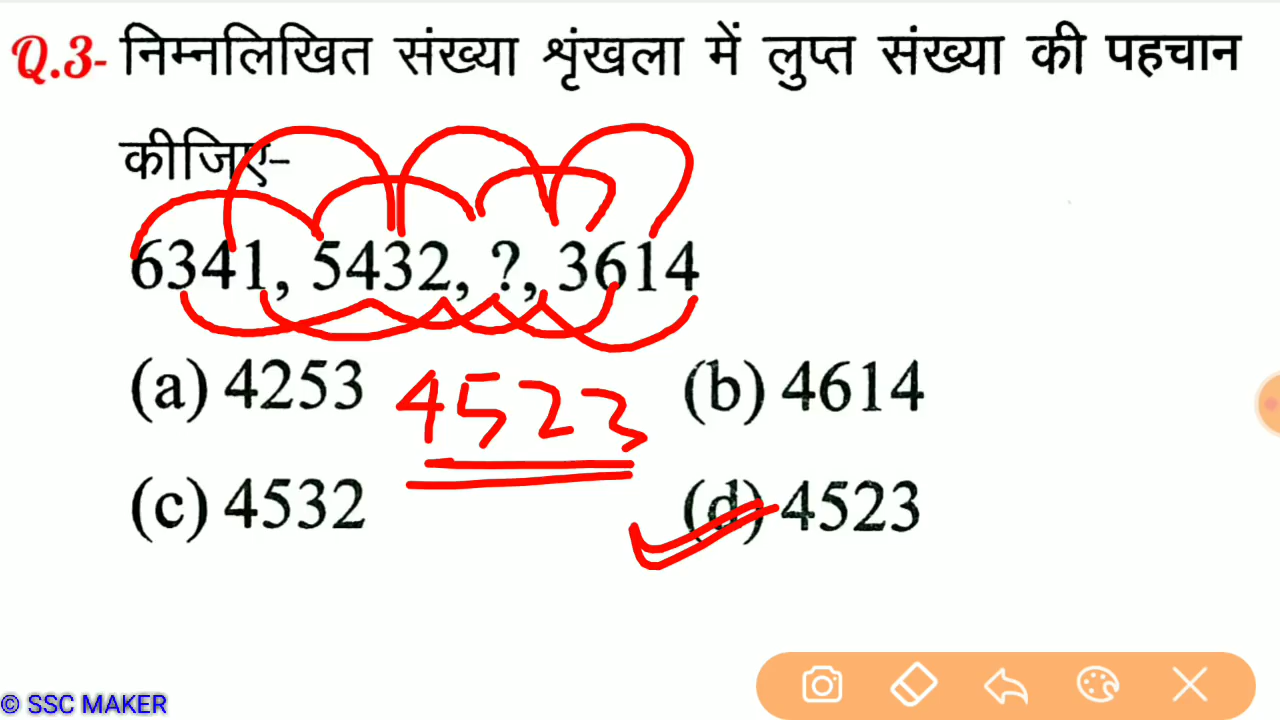 Q.3- निम्नलिखित संख्या शृंखला में लुप्त संख्या की पहचान
कीजिए-
6341, 5432, ?, 3614
(a) 4253 (b) 4614
4523
(c) 4532 (d) 4523
© SSC MAKER